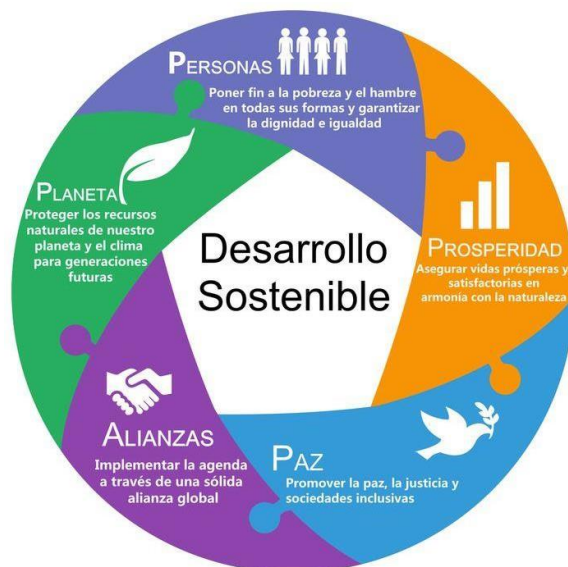 PERSONAS
Poner fin a la pobreza y el hambre
en todas sus formas y garantizar
la dignidad e igualdad
PROSPERIDAD
Asegurar vidas prósperas y
satisfactorias en
armonía con la naturaleza
PAZ
Promover la paz, la justicia y
sociedades inclusivas
ALIANZAS
Implementar la agenda
a través de una sólida
alianza global
PLANETA
Proteger los recursos
naturales de nuestro
planeta y el clima
para generaciones
futuras
Desarrollo
Sostenible